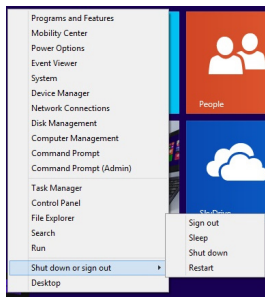 Programs and Features
Mobility Center
Power Options
Event Viewer
System
Device Manager
Network Connections
Disk Management
Computer Management
Command Prompt
Command Prompt (Admin)
Task Manager
Control Panel
File Explorer
Search
Run
Shut down or sign out
Desktop
Sign out
Sleep
Shut down
Restart
People
SkyDrive